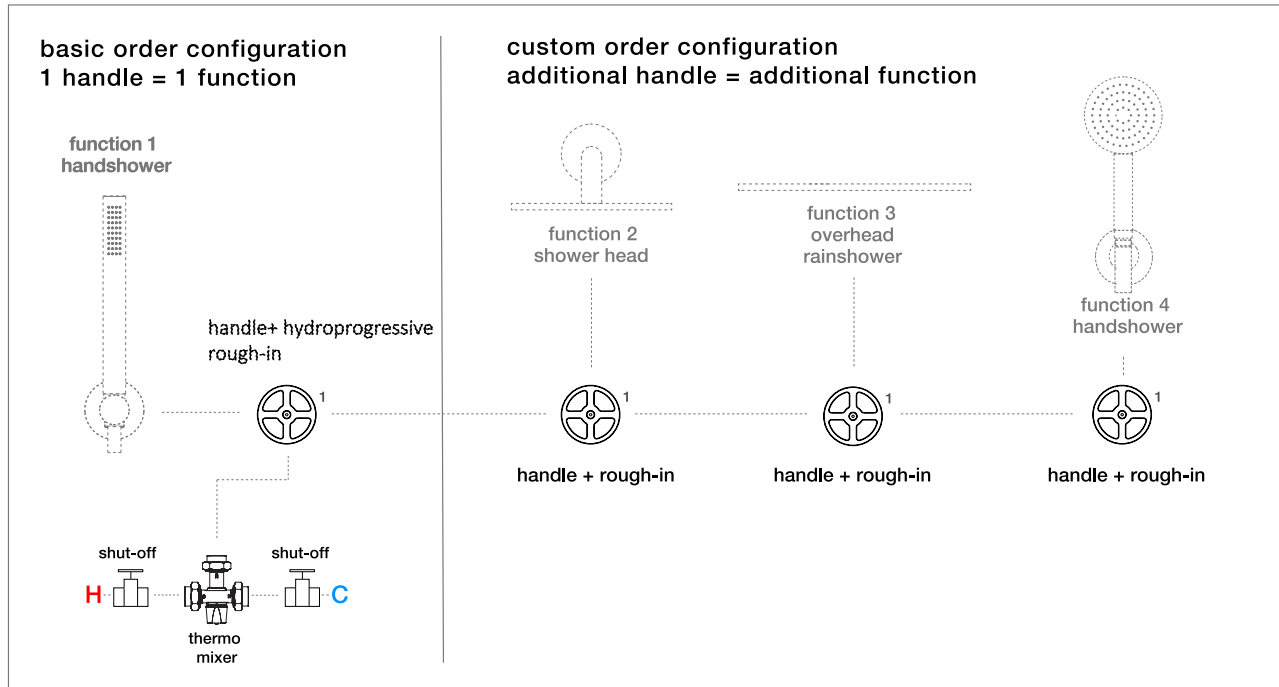 basic order configuration
1 handle = 1 function
function 1
handshower
handle+ hydroprogressive
rough-in
1
shut-off
shut-off
H
C
thermo
mixer
custom order configuration
additional handle = additional function
function 2
shower head
function 3
overhead
rainshower
function 4
handshower
1
1
1
handle + rough-in
handle + rough-in
handle + rough-in